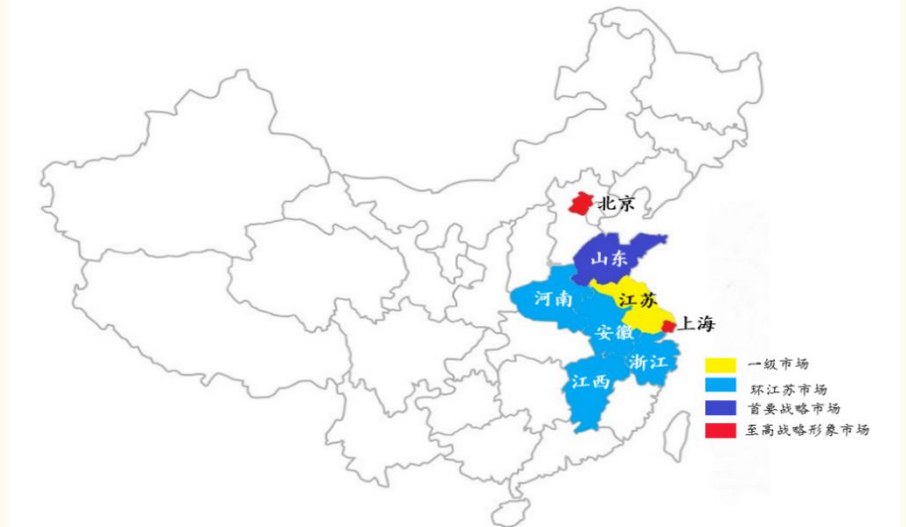 北京
山东
河南
江苏
上海
安徽
浙江
江西
一级市场
环江苏市场
首要战略市场
至高战略形象市场